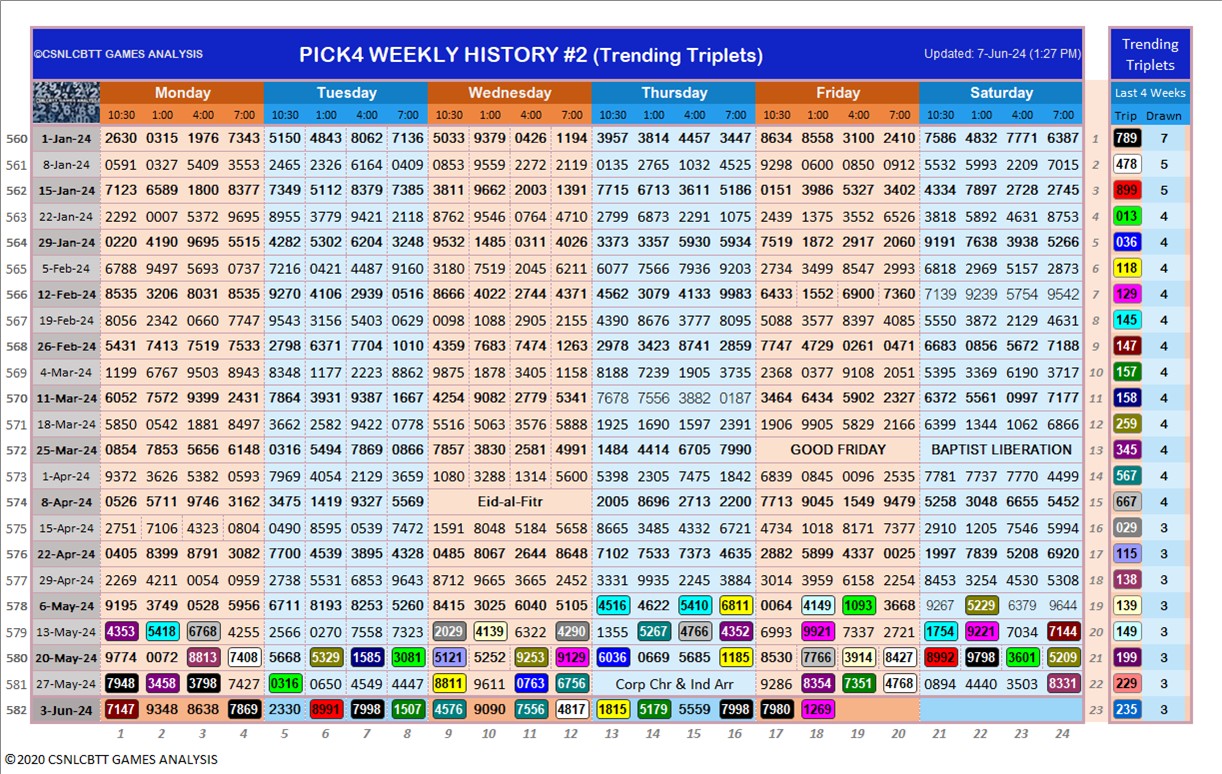 ©CSNLCBTT GAMES ANALYSIS PICK4 WEEKLY HISTORY #2 (Trending Triplets) Updated: 7-Jun-24 (1:27 PM) Trending Triplets
Monday Tuesday Wednesday Thursday Friday Saturday Last 4 Weeks
10:30 1:00 4:00 7:00 10:30 1:00 4:00 7:00 10:30 1:00 4:00 7:00 10:30 1:00 4:00 7:00 10:30 1:00 4:00 7:00 10:30 1:00 4:00 7:00 Trip Drawn
560 1-Jan-24 2630 0315 1976 7343 5150 4843 8062 7136 5033 9379 0426 1194 3957 3814 4457 3447 8634 8558 3100 2410 7586 4832 7771 6387 1 789 7
561 8-Jan-24 0591 0327 5409 3553 2465 2326 6164 0409 9853 9559 2272 2119 0135 2765 1032 4525 9298 0600 0850 0912 5532 5993 2209 7015 2 478 5
562 15-Jan-24 7123 6589 1800 8377 7349 5112 8379 7385 3811 9662 2003 1391 7715 6713 3611 5186 0151 3986 5327 3402 4334 7897 2728 2745 3 899 5
563 22-Jan-24 2292 0007 5372 9695 8955 3779 9421 2118 8762 9546 0764 4710 2799 6873 2291 1075 2439 1375 3552 6526 3818 5892 4631 8753 4 013 4
564 29-Jan-24 0220 4190 9695 5515 4282 5302 6204 3248 9532 1485 0311 4026 3373 3357 5930 5934 7519 1872 2917 2060 9191 7638 3938 5266 5 036 4
565 5-Feb-24 6788 9497 5693 0737 7216 0421 4487 9160 3180 7519 2045 6211 6077 7566 7936 9203 2734 3499 8547 2993 6818 2969 5157 2873 6 118 4
566 12-Feb-24 8535 3206 8031 8535 9270 4106 2939 0516 8666 4022 2744 4371 4562 3079 4133 9983 6433 1552 6900 7360 7139 9239 5754 9542 7 129 4
567 19-Feb-24 8056 2342 0660 7747 9543 3156 5403 0629 9098 1088 2905 2155 4390 8676 3777 8095 5088 3577 8397 4085 5550 3872 2129 4631 8 145 4
568 26-Feb-24 5431 7413 7519 7533 2798 6371 7704 1010 4359 7683 7474 1263 2978 3423 8741 2859 7747 4729 0261 0471 6683 0856 5672 7188 9 147 4
569 4-Mar-24 1199 6767 9503 8943 8348 1177 2223 8862 9875 1878 3405 1158 8188 7239 1905 3735 2368 0377 9108 2051 5395 3369 6190 3717 10 157 4
570 11-Mar-24 6052 7572 9399 2431 7864 3931 9387 1667 4254 9082 2779 5341 7678 7556 3882 0187 3464 6434 5902 2327 6372 5561 0997 7177 11 158 4
571 18-Mar-24 5850 0542 1881 8497 3662 2582 9422 0778 5516 5063 3576 5888 1925 1690 1597 2391 1906 9905 5829 2166 6399 1344 1062 6866 12 259 4
572 25-Mar-24 0854 7853 5656 6148 0316 5494 7869 0866 7857 3830 2581 4991 1484 4414 6705 7990 GOOD FRIDAY BAPTIST LIBERATION 13 345 4
573 1-Apr-24 9372 3626 5382 0593 7969 4054 2129 3659 1080 3288 1314 5600 5398 2305 7475 1842 6839 0845 0096 2535 7781 7737 7770 4499 14 567 4
574 8-Apr-24 0526 5711 9746 3162 3475 1419 9327 5569 Eid-al-Fitr 2005 8696 2713 2200 7713 9045 1549 9479 5258 3048 6655 5452 15 667 4
575 15-Apr-24 2751 7106 4323 0804 0490 8595 0539 7472 1591 8048 5184 5658 8665 3485 4332 6721 4734 1018 8171 7377 2910 1205 7546 5994 16 029 3
576 22-Apr-24 0405 8399 8791 3082 7700 4539 3895 4328 0485 8067 2644 8648 7102 7533 7373 4635 2882 5899 4337 0025 1997 7839 5208 6920 17 115 3
577 29-Apr-24 2269 4211 0054 0959 2738 5531 6853 9643 8712 9665 3665 2452 3331 9935 2245 3884 3014 3959 6158 2254 8453 3254 4530 5308 18 138 3
578 6-May-24 9195 3749 0528 5956 6711 8193 8253 5260 8415 3025 6040 5105 4516 4622 5410 6811 0064 4149 1093 3668 9267 5229 6379 9644 19 139 3
579 13-May-24 4353 5418 6768 4255 2566 0270 7558 7323 2029 4139 6322 4290 1355 5267 4766 4352 6993 9921 7337 2721 1754 9221 7034 7144 20 149 3
580 20-May-24 9774 0072 8813 7408 5668 5329 1585 3081 5121 5252 9253 9129 6036 0669 5685 1185 8530 7766 3914 8427 8992 9798 3601 5209 21 199 3
581 27-May-24 7948 3458 3798 7427 0316 0650 4549 4447 8811 9611 0763 6756 Corp Chr & Ind Arr 9286 8354 7351 4768 0894 4440 3503 8331 22 229 3
582 3-Jun-24 7147 9348 8638 7869 2330 8991 7998 1507 4576 9090 7556 4817 1815 5179 5559 7998 7980 1269 23 235 3
1 2 3 4 5 6 7 8 9 10 11 12 13 14 15 16 17 18 19 20 21 22 23 24
©2020 CSNLCBTT GAMES ANALYSIS